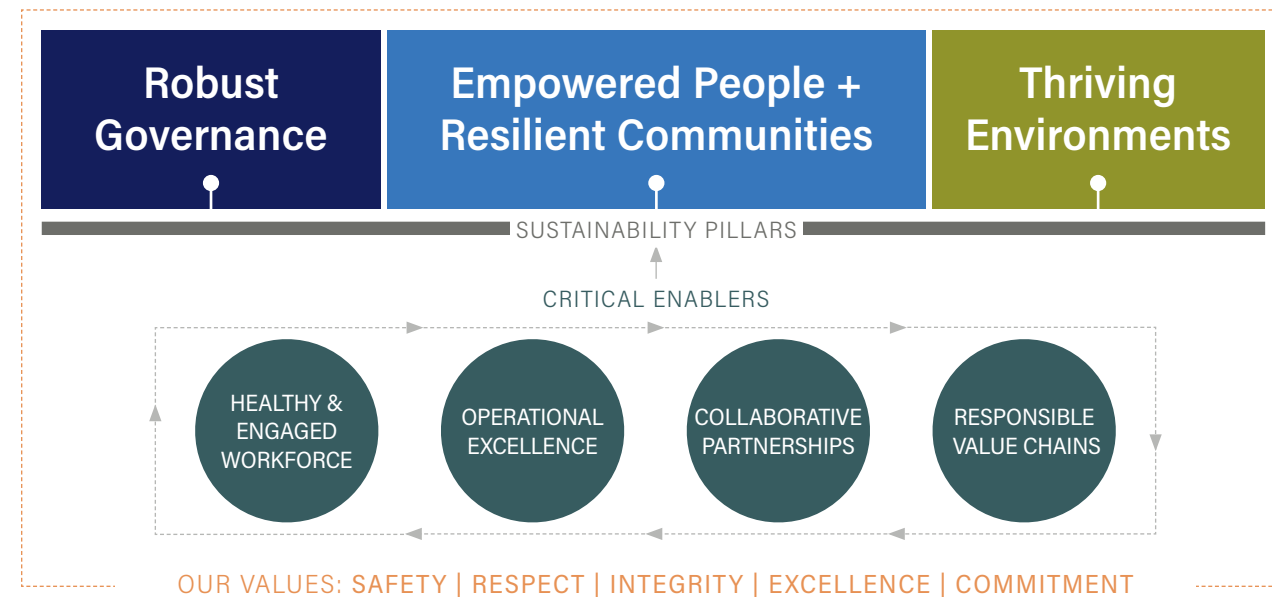 Robust
Governance
Empowered People +
Resilient Communities
Thriving
Environments
SUSTAINABILITY PILLARS
CRITICAL ENABLERS
HEALTHY &
ENGAGED
WORKFORCE
OPERATIONAL
EXCELLENCE
COLLABORATIVE
PARTNERSHIPS
RESPONSIBLE
VALUE CHAINS
OUR VALUES: SAFETY | RESPECT | INTEGRITY | EXCELLENCE | COMMITMENT